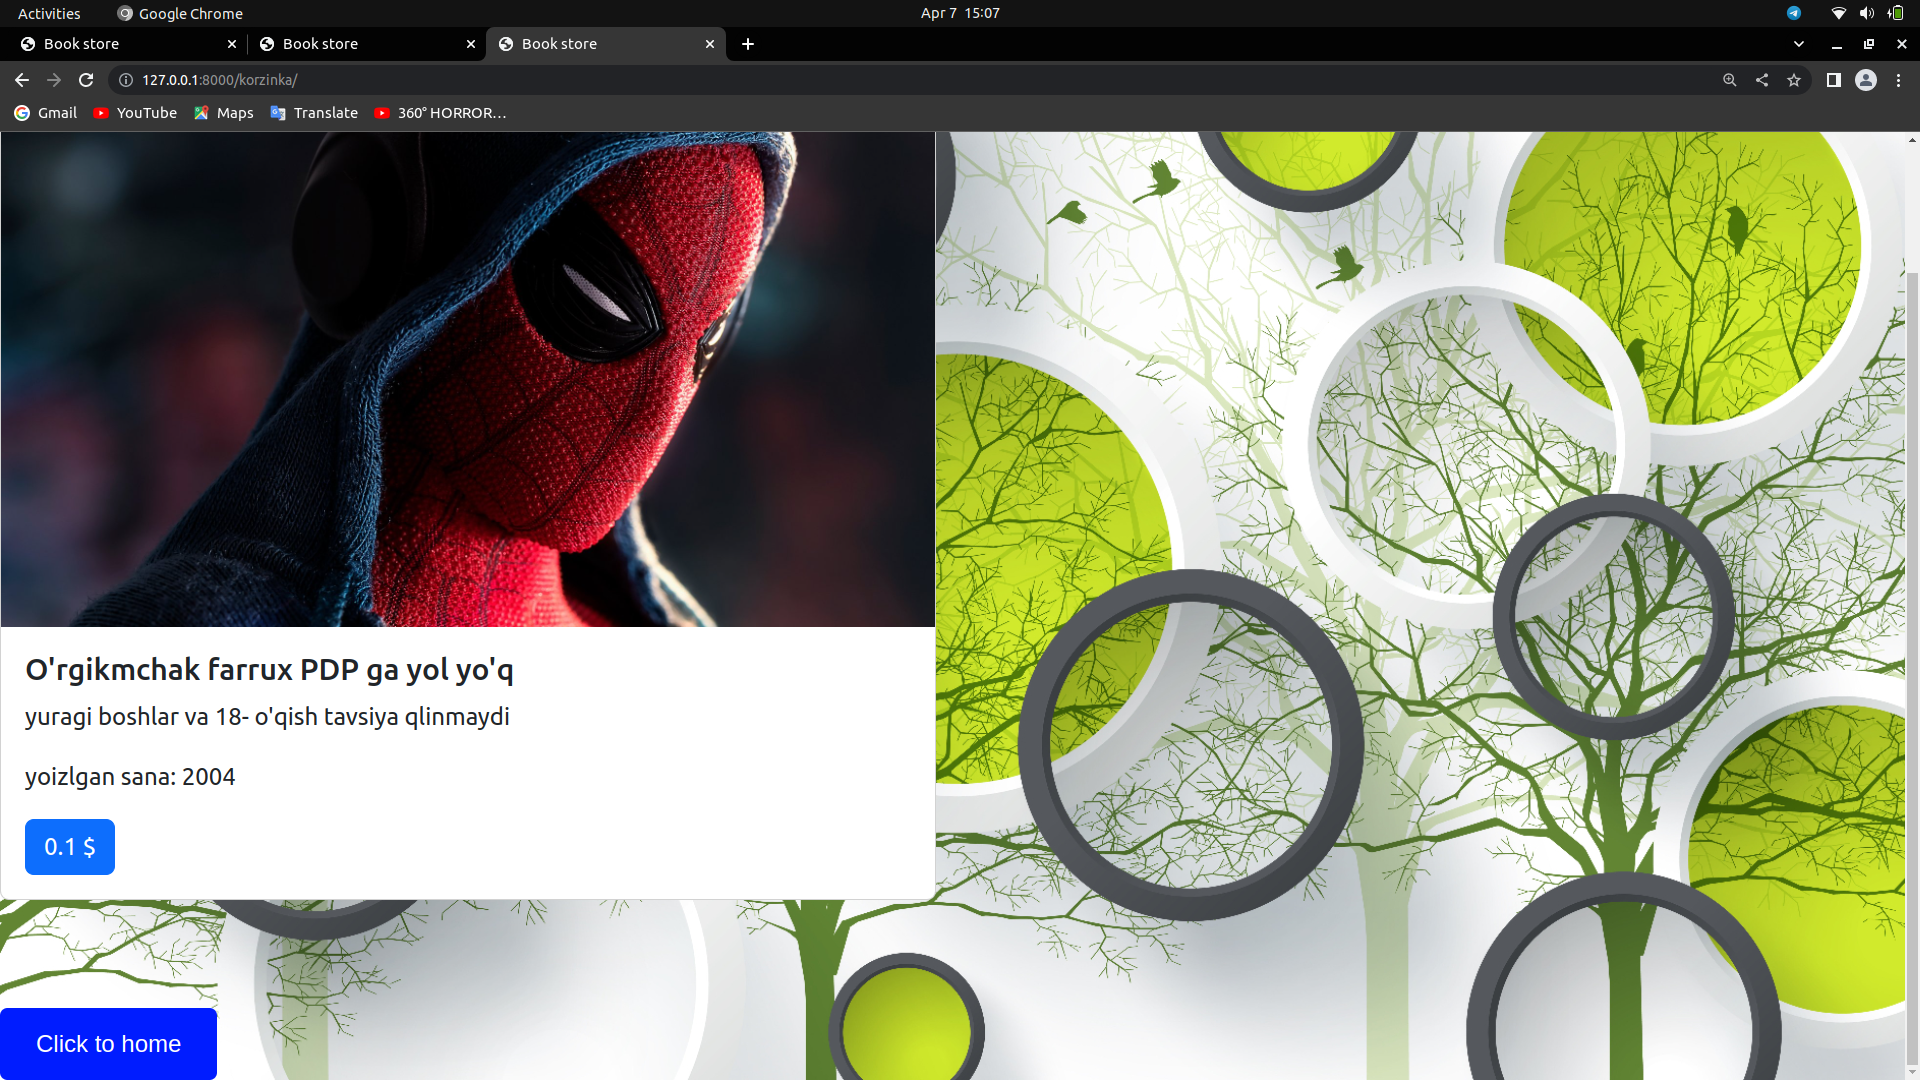 Activities Google Chrome Apr 7 15:07
Book store Book store Book store
127.0.0.1:8000/korzinka/
Gmail YouTube Maps Translate 360° HORROR...
O'rgikmchak farrux PDP ga yol yo'q
yuragi boshlar va 18- o'qish tavsiya qlinmaydi
yoizlgan sana: 2004
0.1 $
Click to home